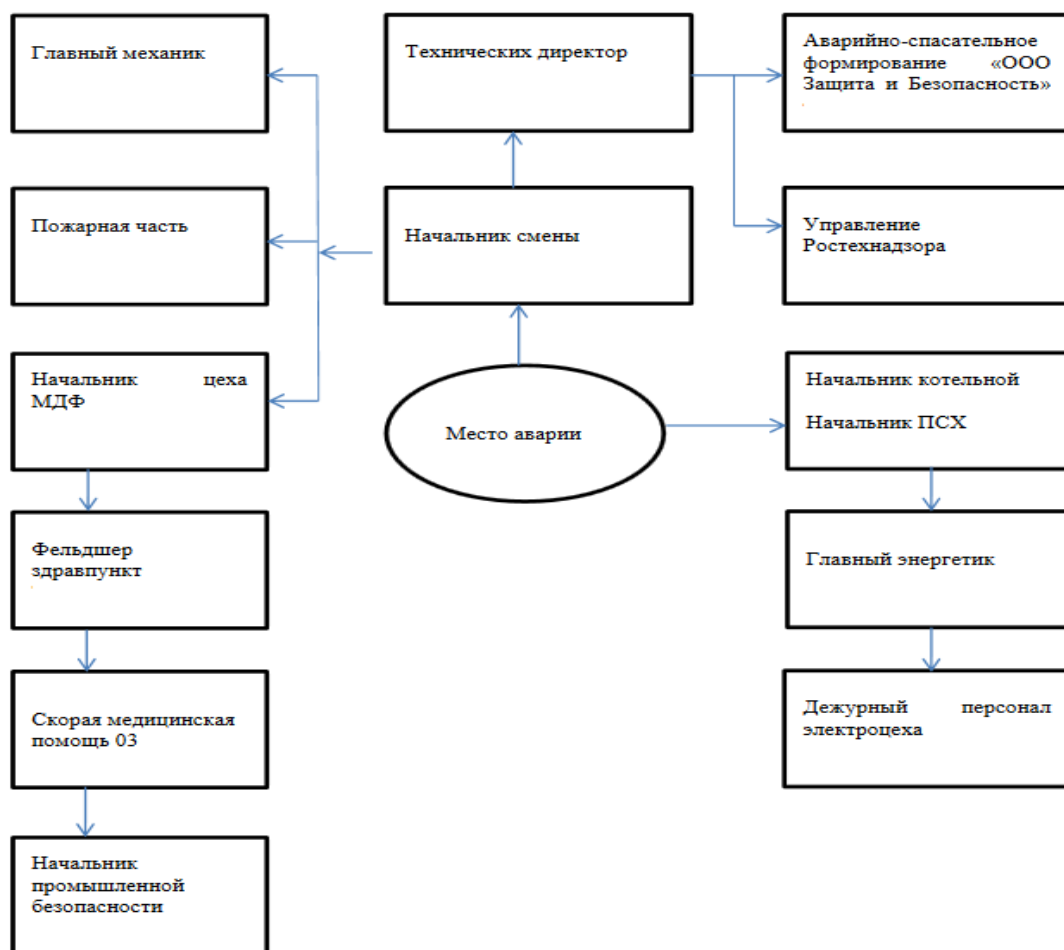 Главный механик
Технических директор
Аварийно-спасательное
формирование «ООО
Защита и Безопасность»
Пожарная часть
Начальник смены
Управление
Ростехнадзора
Начальник цеха
МДФ
Место аварии
Начальник котельной
Начальник ПСХ
Фельдшер
здравпункт
Главный энергетик
Скорая медицинская
помощь 03
Дежурный персонал
электроцеха
Начальник
промышленной
безопасности